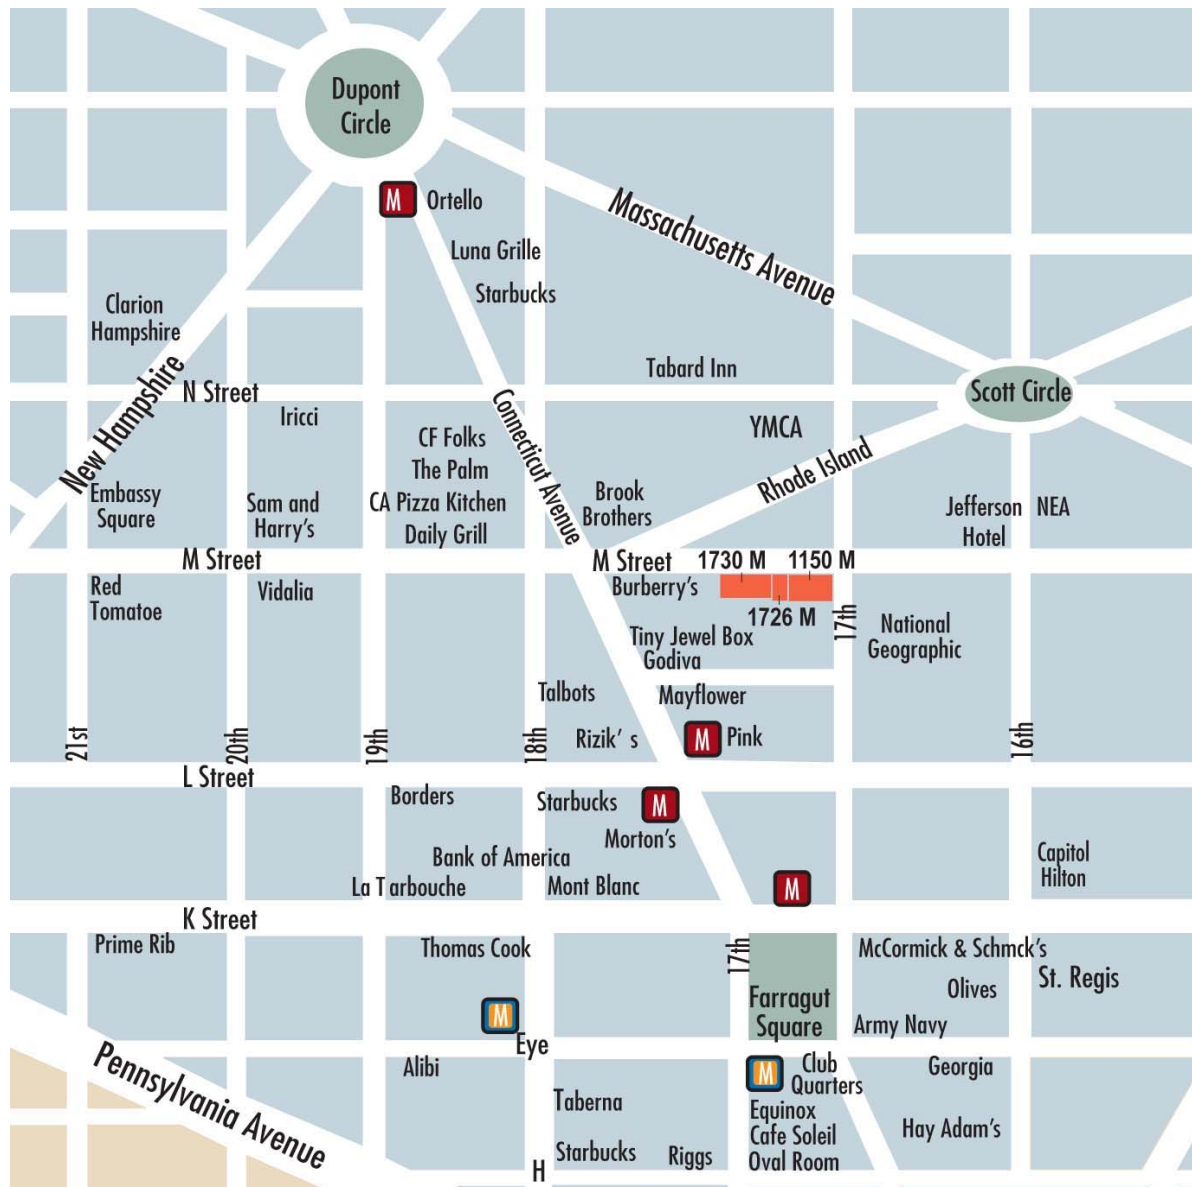 Dupont
Circle
M
Ortello
Massachusetts Avenue
Luna Grille
Starbucks
Clarion
Hampshire
New Hampshire
Tabard Inn
N Street
Scott Circle
Iricci
Connecticut Avenue
CF Folks
The Palm
CA Pizza Kitchen
Daily Grill
YMCA
Rhode Island
Embassy
Square
Sam and
Harry's
Brook
Brothers
Jefferson
Hotel
NEA
M Street
M Street
1730 M
1150 M
1726 M
Burberry's
Red
Tomatoe
Vidalia
17th
National
Geographic
Tiny Jewel Box
Godiva
Talbots
Mayflower
21st
20th
19th
18th
Rizik' s
M
Pink
16th
L Street
Borders
Starbucks
M
Morton's
Bank of America
La T arbouche
Mont Blanc
M
Capitol
Hilton
K Street
Prime Rib
Thomas Cook
17th
McCormick & Schmck's
St. Regis
Olives
Farragut
Square
Army Navy
M
Eye
Pennsylvania Avenue
Alibi
M
Club
Quarters
Georgia
Taberna
Equinox
Cafe Soleil
Oval Room
Hay Adam's
Starbucks
Riggs
H